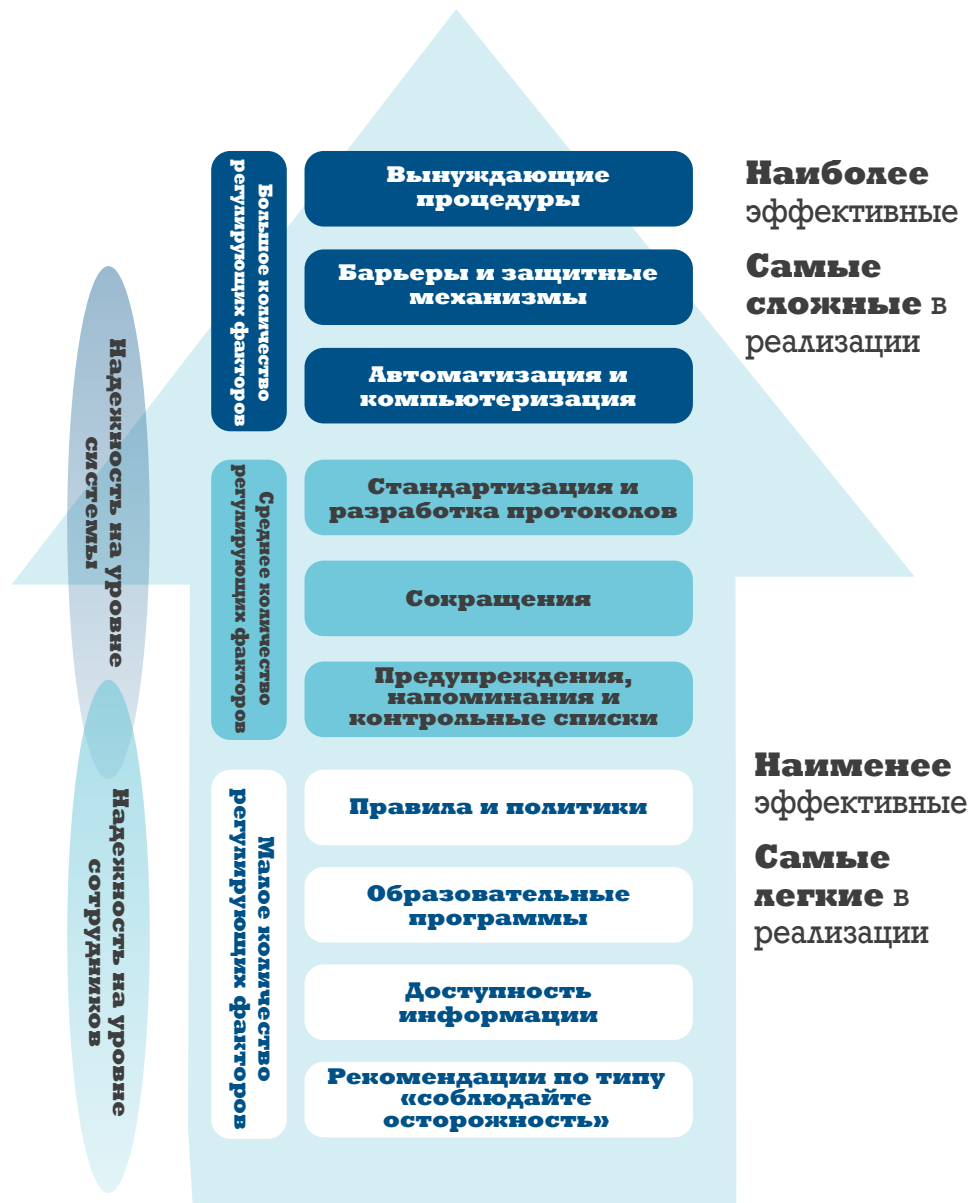 Большое количество
регулирующих факторов
Вынуждающие
процедуры
Барьеры и защитные
механизмы
Автоматизация и
компьютеризация
Наиболее
эффективные
Самые
сложные в
реализации
Надежность на уровне
системы
Среднее количество
регулирующих факторов
Стандартизация и
разработка протоколов
Сокращения
Предупреждения,
напоминания и
контрольные списки
Надежность на уровне
сотрудников
Малое количество
регулирующих факторов
Правила и политики
Образовательные
программы
Доступность
информации
Рекомендации по типу
«соблюдайте
осторожность»
Наименее
эффективные
Самые
легкие в
реализации